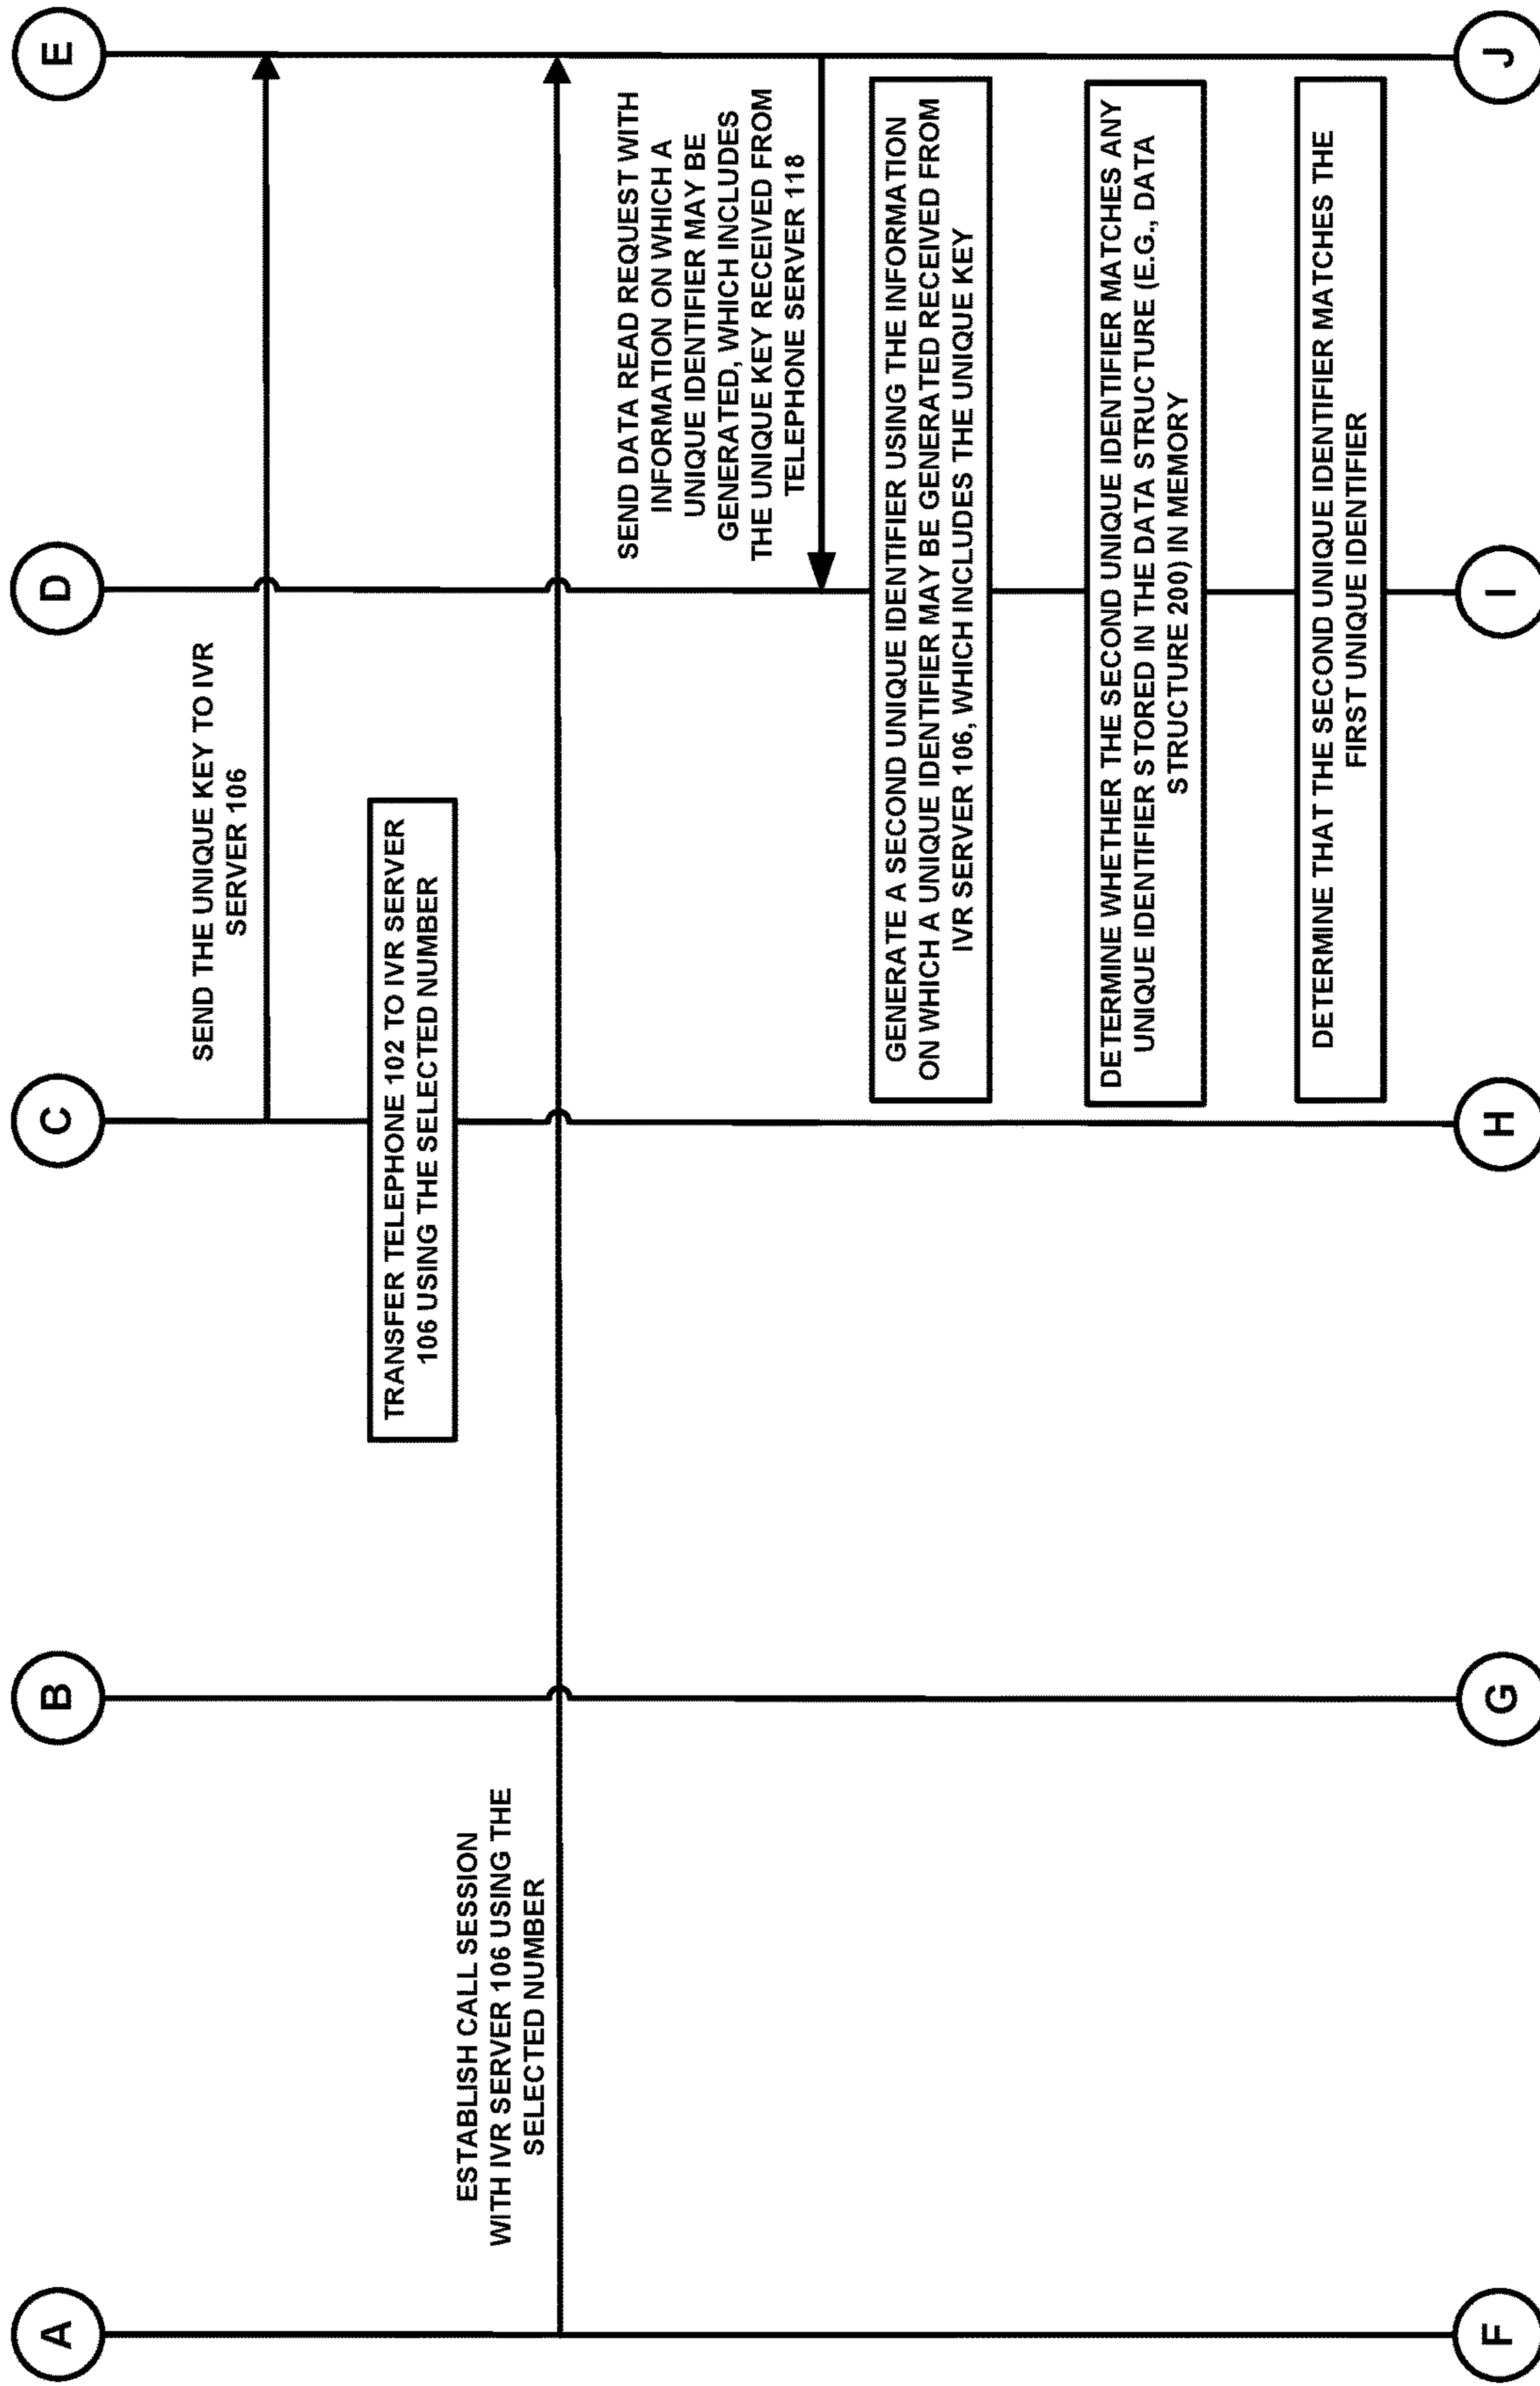 A
B
C
D
E
SEND THE UNIQUE KEY TO IVR
SERVER 106
TRANSFER TELEPHONE 102 TO IVR SERVER
106 USING THE SELECTED NUMBER
ESTABLISH CALL SESSION
WITH IVR SERVER 106 USING THE
SELECTED NUMBER
SEND DATA READ REQUEST WITH
INFORMATION ON WHICH A
UNIQUE IDENTIFIER MAY BE
GENERATED, WHICH INCLUDES
THE UNIQUE KEY RECEIVED FROM
TELEPHONE SERVER 118
GENERATE A SECOND UNIQUE IDENTIFIER USING THE INFORMATION
ON WHICH A UNIQUE IDENTIFIER MAY BE GENERATED RECEIVED FROM
IVR SERVER 106, WHICH INCLUDES THE UNIQUE KEY
DETERMINE WHETHER THE SECOND UNIQUE IDENTIFIER MATCHES ANY
UNIQUE IDENTIFIER STORED IN THE DATA STRUCTURE (E.G., DATA
STRUCTURE 200) IN MEMORY
DETERMINE THAT THE SECOND UNIQUE IDENTIFIER MATCHES THE
FIRST UNIQUE IDENTIFIER
F
G
H
I
J